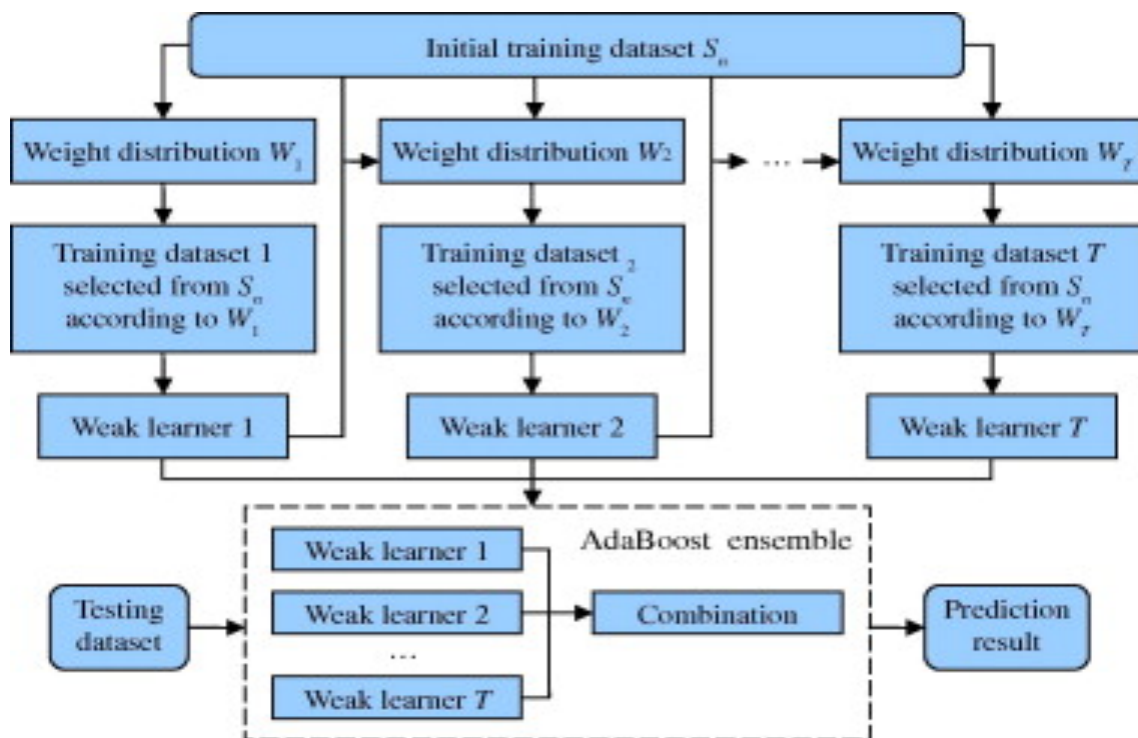 Initial training dataset Sn
Weight distribution W1
Weight distribution W2
...
Weight distribution WT
Training dataset 1
selected from Sn
according to W1
Training dataset 2
selected from Sn
according to W2
Training dataset T
selected from Sn
according to WT
Weak learner 1
Weak learner 2
Weak learner T
AdaBoost ensemble
Weak learner 1
Weak learner 2
...
Weak learner T
Combination
Testing
dataset
Prediction
result